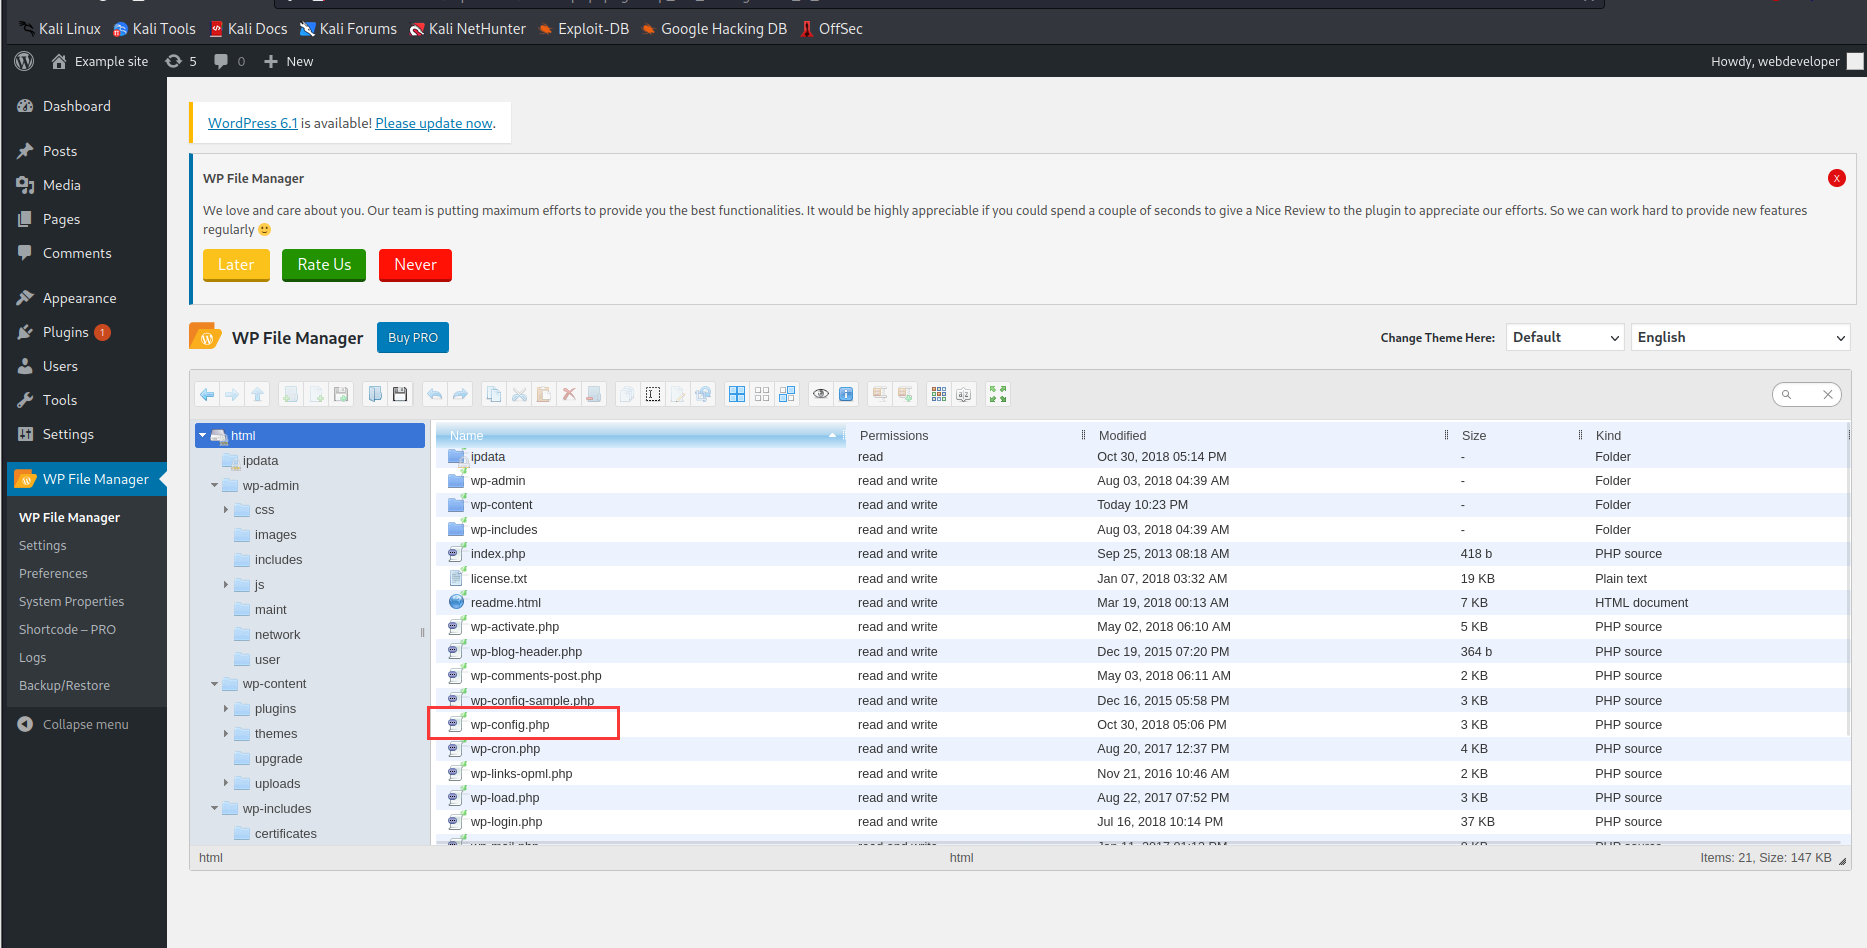 Kali Linux Kali Tools Kali Docs Kali Forums Kali NetHunter Exploit-DB Google Hacking DB OffSec
Example site 5 0 New Howdy, webdeveloper
Dashboard
Posts
Media
Pages
Comments
Appearance
Plugins 1
Users
Tools
Settings
WP File Manager
WP File Manager
Settings
Preferences
System Properties
Shortcode – PRO
Logs
Backup/Restore
Collapse menu
WordPress 6.1 is available! Please update now.
WP File Manager
X
We love and care about you. Our team is putting maximum efforts to provide you the best functionalities. It would be highly appreciable if you could spend a couple of seconds to give a Nice Review to the plugin to appreciate our efforts. So we can work hard to provide new features
regularly
Later Rate Us Never
WP File Manager Buy PRO Change Theme Here: Default English
html
ipdata
wp-admin
css
images
includes
js
maint
network
user
wp-content
plugins
themes
upgrade
uploads
wp-includes
certificates
Name Permissions Modified Size Kind
ipdata read Oct 30, 2018 05:14 PM - Folder
wp-admin read and write Aug 03, 2018 04:39 AM - Folder
wp-content read and write Today 10:23 PM - Folder
wp-includes read and write Aug 03, 2018 04:39 AM - Folder
index.php read and write Sep 25, 2013 08:18 AM 418 b PHP source
license.txt read and write Jan 07, 2018 03:32 AM 19 KB Plain text
readme.html read and write Mar 19, 2018 00:13 AM 7 KB HTML document
wp-activate.php read and write May 02, 2018 06:10 AM 5 KB PHP source
wp-blog-header.php read and write Dec 19, 2015 07:20 PM 364 b PHP source
wp-comments-post.php read and write May 03, 2018 06:11 AM 2 KB PHP source
wp-config-sample.php read and write Dec 16, 2015 05:58 PM 3 KB PHP source
wp-config.php read and write Oct 30, 2018 05:06 PM 3 KB PHP source
wp-cron.php read and write Aug 20, 2017 12:37 PM 4 KB PHP source
wp-links-opml.php read and write Nov 21, 2016 10:46 AM 2 KB PHP source
wp-load.php read and write Aug 22, 2017 07:52 PM 3 KB PHP source
wp-login.php read and write Jul 16, 2018 10:14 PM 37 KB PHP source
html html Items: 21, Size: 147 KB